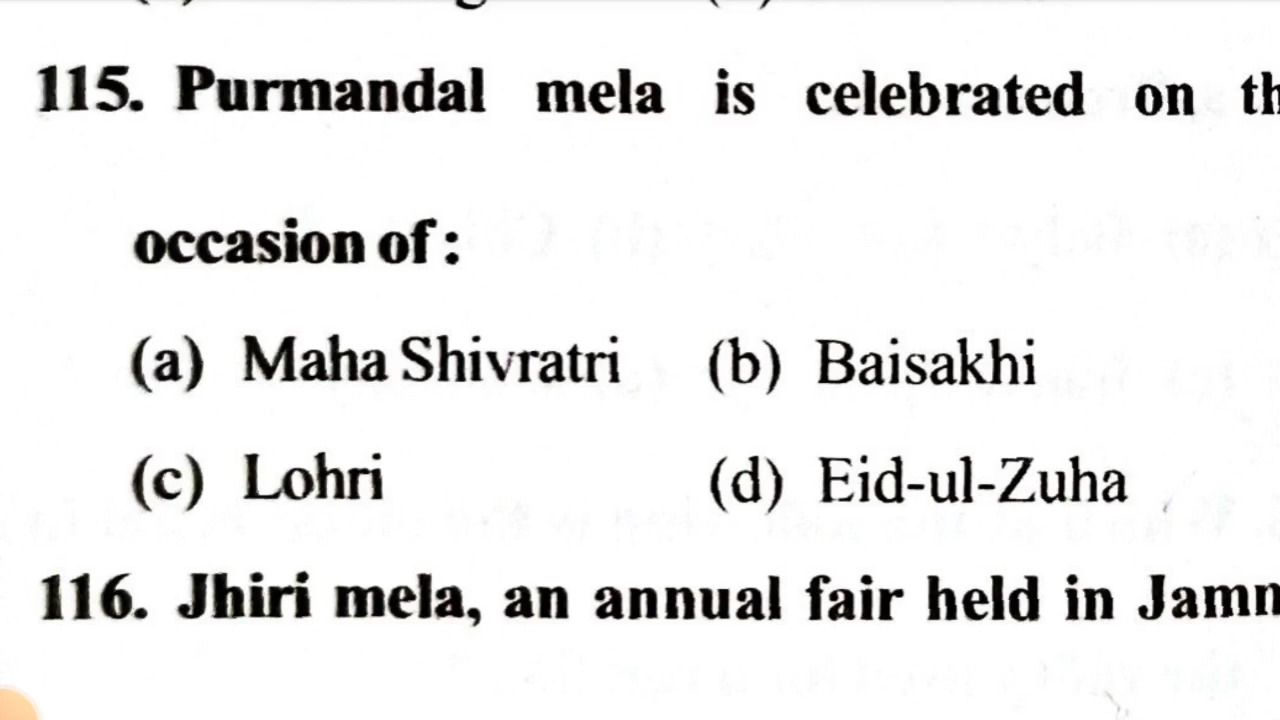 115. Purmandal mela is celebrated on th
occasion of :
(a) Maha Shivratri (b) Baisakhi
(c) Lohri (d) Eid-ul-Zuha
116. Jhiri mela, an annual fair held in Jamn